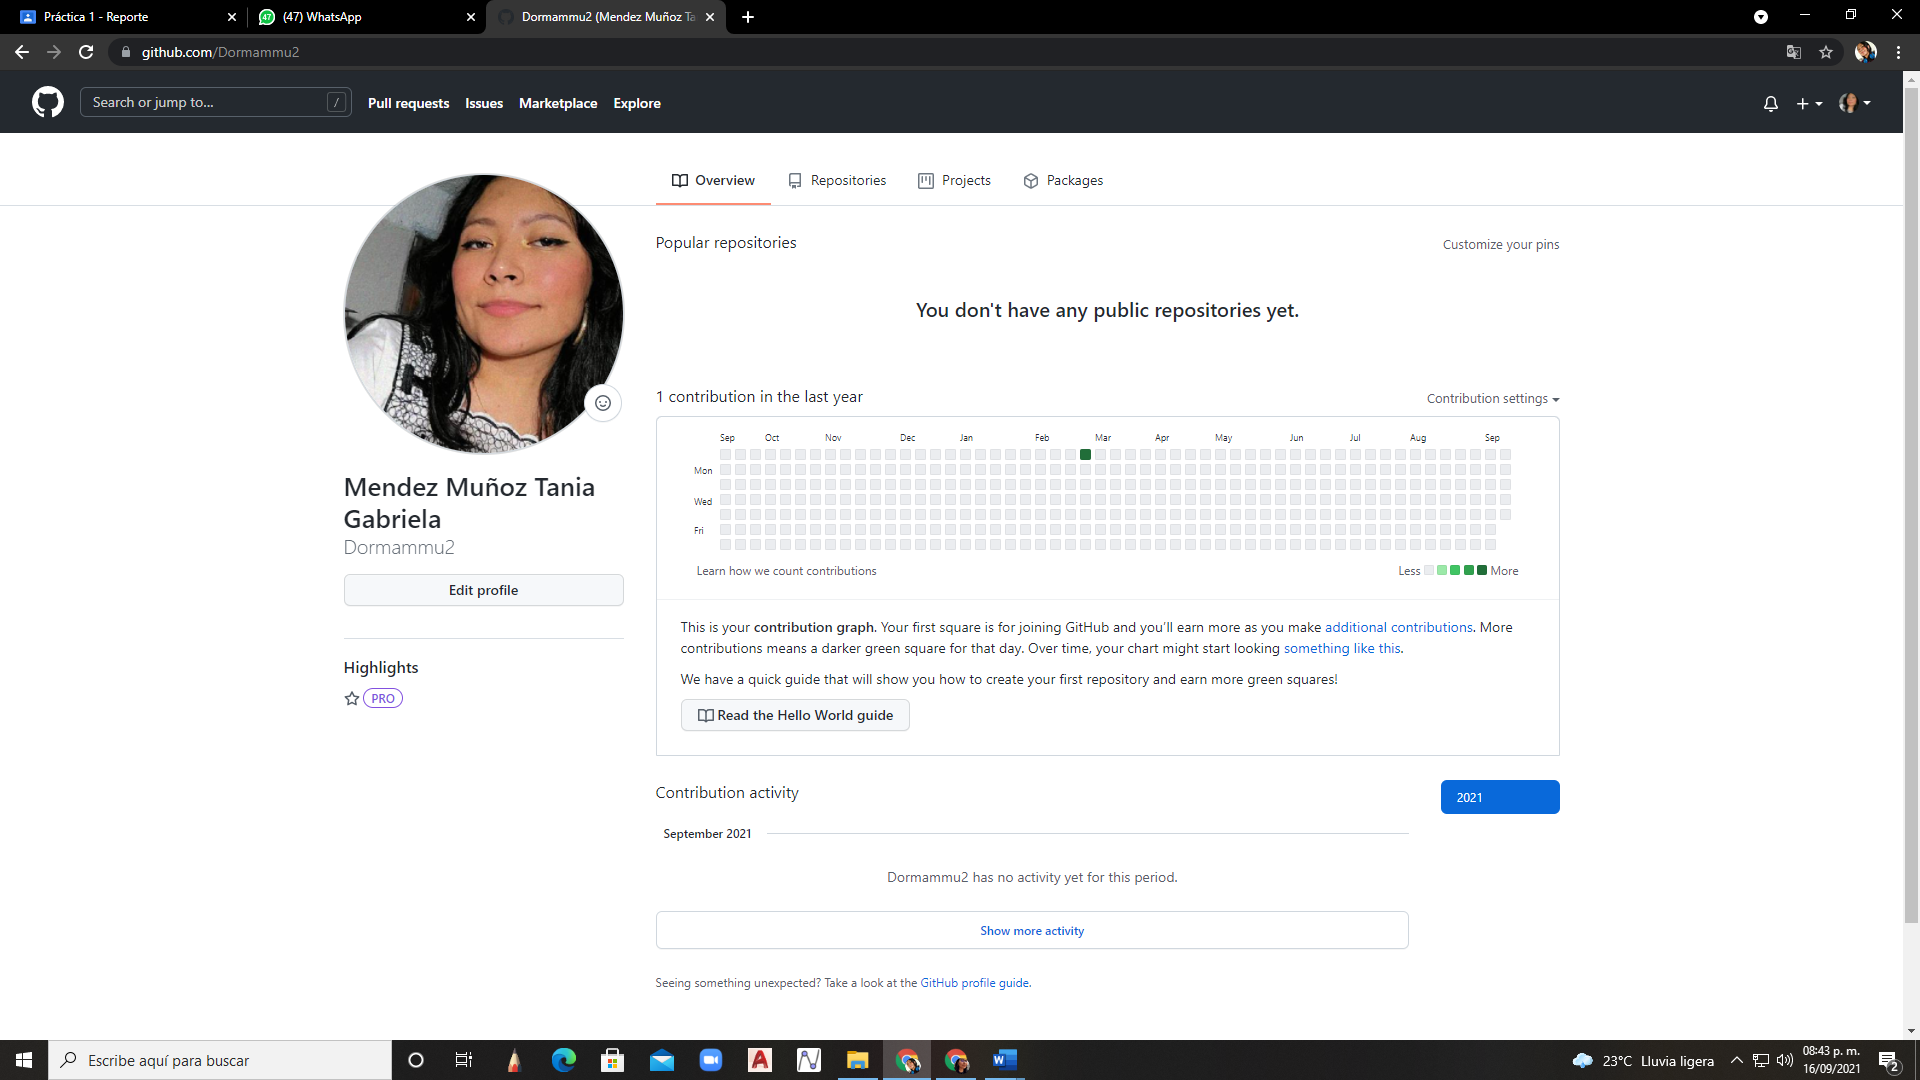 Práctica 1 - Reporte
(47) WhatsApp
Dormammu2 (Mendez Muñoz Ta
github.com/Dormammu2
Search or jump to...
/
Pull requests
Issues
Marketplace
Explore
Overview
Repositories
Projects
Packages
Popular repositories
Customize your pins
You don't have any public repositories yet.
1 contribution in the last year
Contribution settings
Sep Oct Nov Dec Jan Feb Mar Apr May Jun Jul Aug Sep
Mon
Wed
Fri
Learn how we count contributions
Less
More
Mendez Muñoz Tania
Gabriela
Dormammu2
Edit profile
Highlights
PRO
This is your contribution graph. Your first square is for joining GitHub and you'll earn more as you make additional contributions. More
contributions means a darker green square for that day. Over time, your chart might start looking something like this.
We have a quick guide that will show you how to create your first repository and earn more green squares!
Read the Hello World guide
Contribution activity
2021
September 2021
Dormammu2 has no activity yet for this period.
Show more activity
Seeing something unexpected? Take a look at the GitHub profile guide.
Escribe aquí para buscar
23°C Lluvia ligera
08:43 p. m.
16/09/2021
2